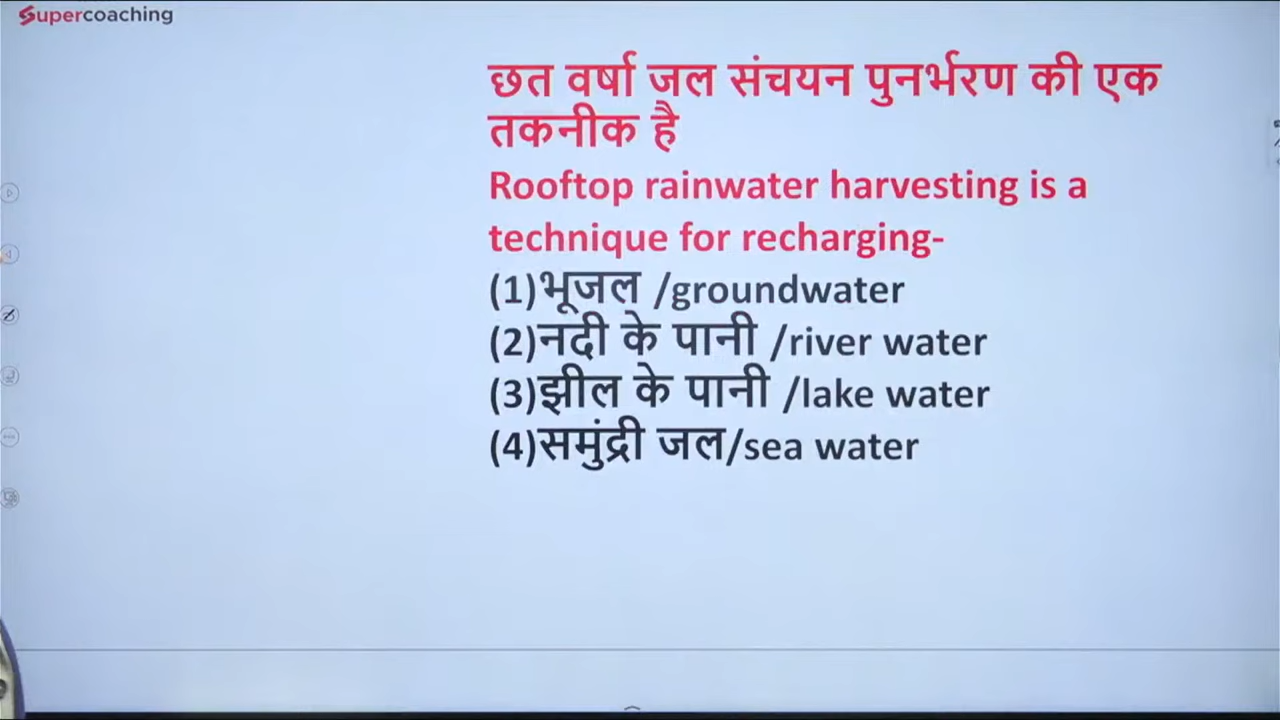 Supercoaching
छत वर्षा जल संचयन पुनर्भरण की एक
तकनीक है
Rooftop rainwater harvesting is a
technique for recharging-
(1)भूजल /groundwater
(2)नदी के पानी /river water
(3)झील के पानी /lake water
(4)समुंद्री जल/sea water